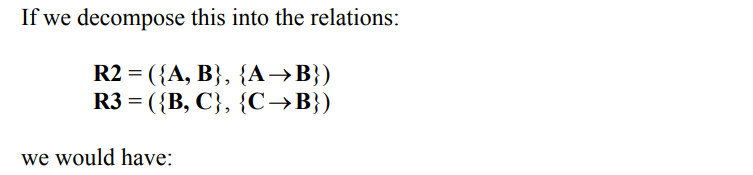 If we decompose this into the relations:
R2 = ({A, B}, {A→B})
R3 = ({B, C}, {C→B})
we would have: